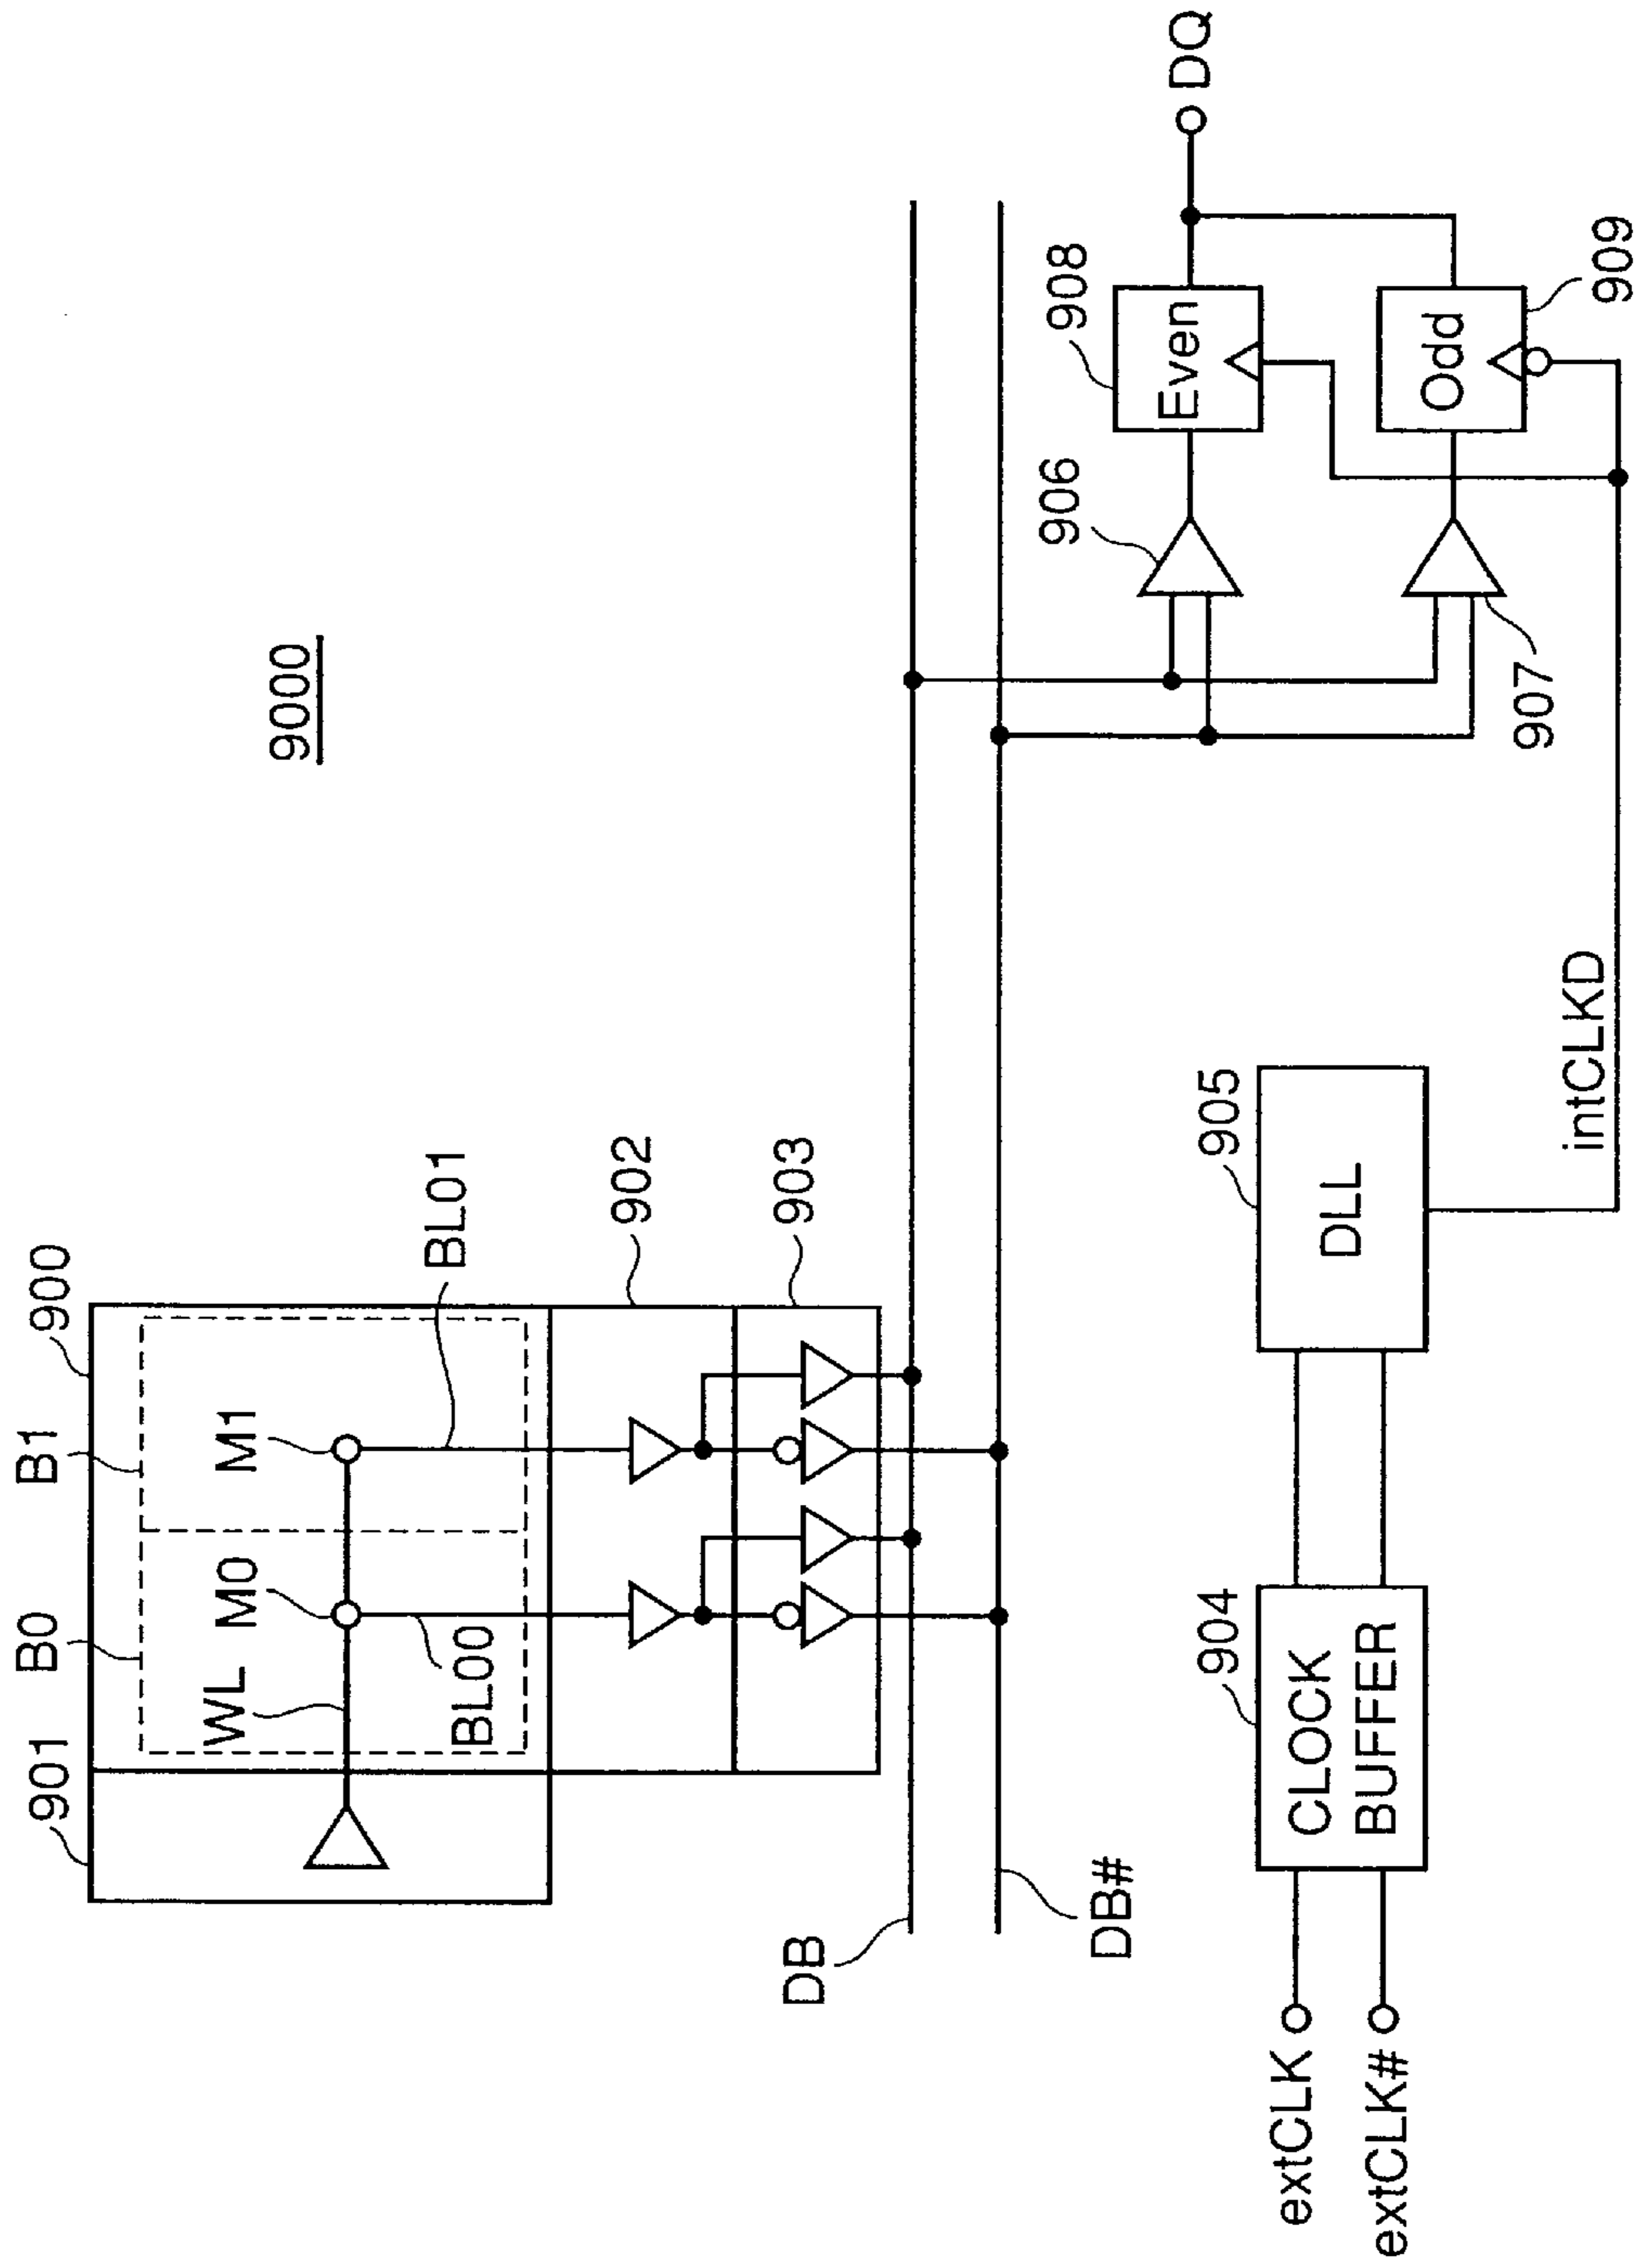 9000
901
B0
B1
900
WL
M0
M1
BL00
BL01
902
903
DB
DB#
906
908
Even
DQ
907
Odd
909
extCLK
extCLK#
904
CLOCK
BUFFER
905
DLL
intCLKD